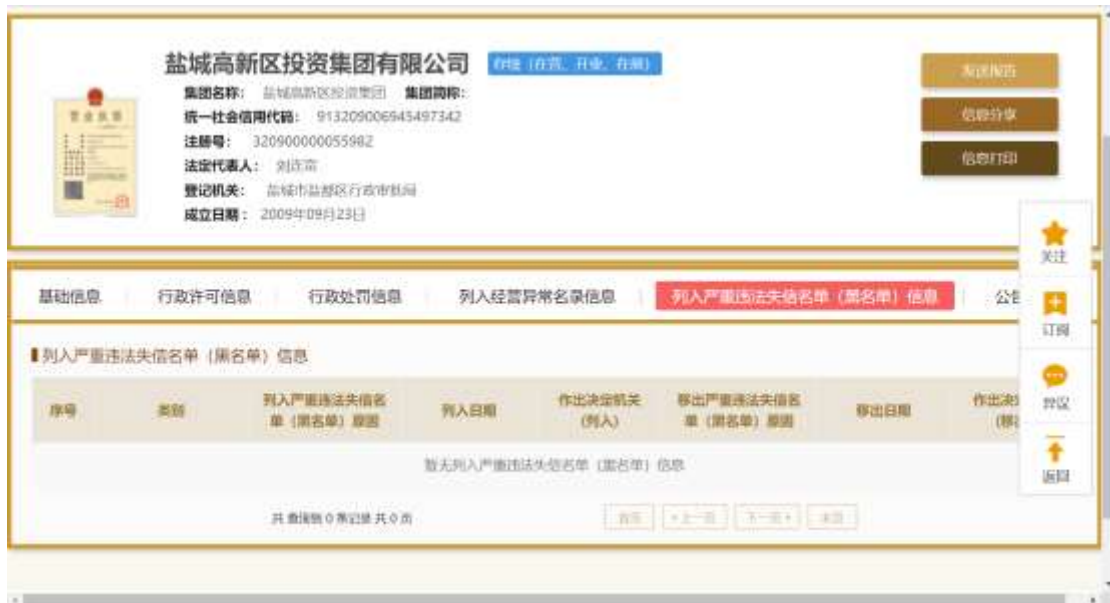 盐城高新区投资集团有限公司 存续（在营、开业、在册）
集团名称： 盐城高新区投资集团 集团简称：
统一社会信用代码： 913209006945497342
注册号： 320900000055982
法定代表人：
登记机关： 盐城市盐都区行政审批局
成立日期： 2009年09月23日
发送报告
信息分享
信息打印
营业执照
关注
订阅
异议
返回
基础信息 行政许可信息 行政处罚信息 列入经营异常名录信息 列入严重违法失信名单（黑名单）信息 公告
列入严重违法失信名单（黑名单）信息
序号 类别 列入严重违法失信名单（黑名单）原因 列入日期 作出决定机关（列入） 移出严重违法失信名单（黑名单）原因 移出日期 作出决
暂无列入严重违法失信名单（黑名单）信息
共 查询到 0 条记录 共 0 页 首页 上一页 下一页 末页